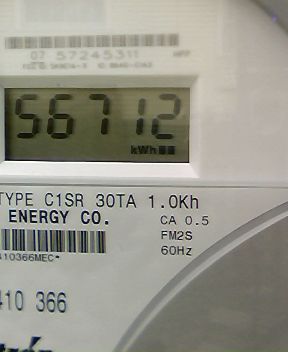 07 57245311
56712
kWh
TYPE C1SR 30TA 1.0Kh
ENERGY CO.
CA 0.5
FM2S
60Hz
410366MEC*
410 366